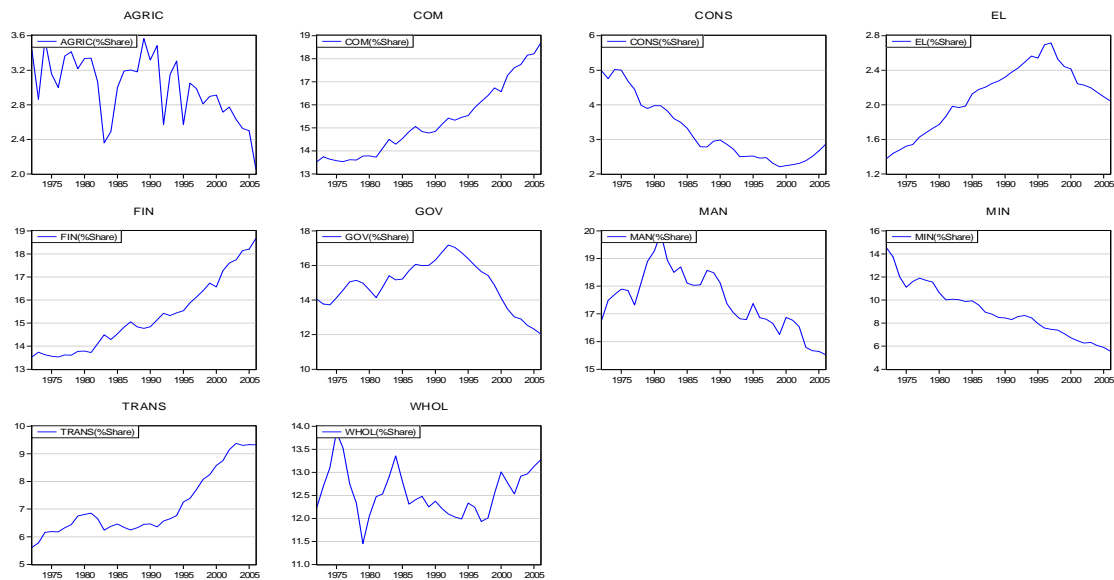 AGRIC
COM
CONS
EL
3.6
3.2
2.8
2.4
2.0
AGRIC(%Share)
1975 1980 1985 1990 1995 2000 2005
19
18
17
16
15
14
13
COM(%Share)
1975 1980 1985 1990 1995 2000 2005
6
5
4
3
2
CONS(%Share)
1975 1980 1985 1990 1995 2000 2005
2.8
2.4
2.0
1.6
1.2
EL(%Share)
1975 1980 1985 1990 1995 2000 2005
FIN
GOV
MAN
MIN
19
18
17
16
15
14
13
FIN(%Share)
1975 1980 1985 1990 1995 2000 2005
18
16
14
12
10
GOV(%Share)
1975 1980 1985 1990 1995 2000 2005
20
19
18
17
16
15
MAN(%Share)
1975 1980 1985 1990 1995 2000 2005
16
14
12
10
8
6
4
MIN(%Share)
1975 1980 1985 1990 1995 2000 2005
TRANS
WHOL
10
9
8
7
6
5
TRANS(%Share)
1975 1980 1985 1990 1995 2000 2005
14.0
13.5
13.0
12.5
12.0
11.5
11.0
WHOL(%Share)
1975 1980 1985 1990 1995 2000 2005